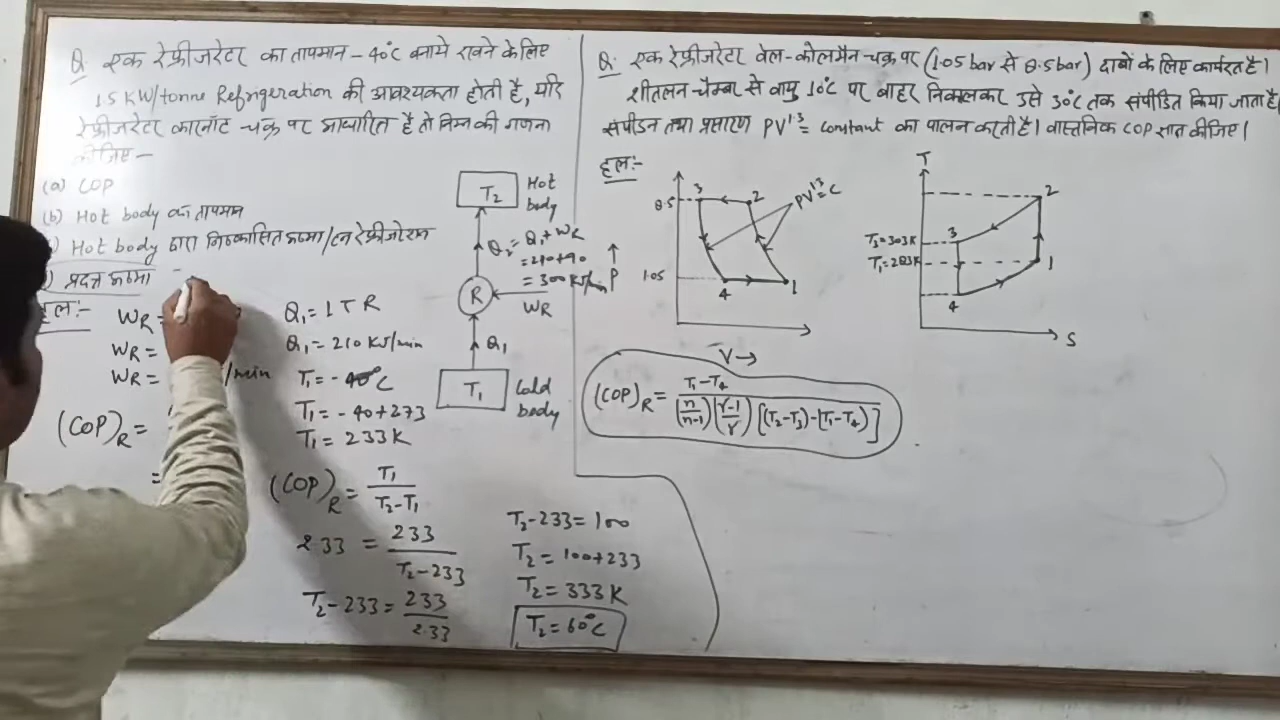 Q. एक रेफ्रीजरेटर का तापमान -40°C बनाये रखने के लिए
1.5 KW/tonne Refrigeration की आवश्यकता होती है, यदि
रेफ्रीजरेटर कारनॉट चक्र पर आधारित है तो निम्न की गणना
कीजिए -
(a) COP
(b) Hot body का तापमान
Hot body द्वारा निष्कासित ऊष्मा/टन रेफ्रीजरेशन
प्रदत्त ऊष्मा
हलः-
WR =
WR =
WR = /min
(COP)R =
=
Q1 = 1 TR
Q1 = 210 KJ/min
T1 = -40°C
T1 = -40+273
T1 = 233K
(COP)R = T1/(T2-T1)
2.33 = 233/(T2-233)
T2-233 = 233/2.33
T2-233 = 100
T2 = 100+233
T2 = 333K
T2 = 60°C
T2 Hot body
Q2 = Q1 + WR
= 210+90
= 300 KJ/min
R
WR
Q1
T1 Cold body
Q. एक रेफ्रीजरेटर वेल-कोलमैन-चक्र पर (1.05 bar से 8.5 bar) दाबों के लिए कार्यरत है।
शीतलन चैम्बर से वायु 10°C पर बाहर निकलकर उसे 30°C तक संपीडित किया जाता है,
संपीडन तथा प्रसारण PV^1.3 = constant का पालन करती है। वास्तविक COP ज्ञात कीजिए।
हलः-
P
8.5
1.05
3
2
4
1
PV^1.3 = C
V
T
T3=303K
T1=283K
2
3
1
4
S
(COP)R = (T1-T4)/((n/n-1)(γ-1/γ)[(T2-T3)-(T1-T4)])